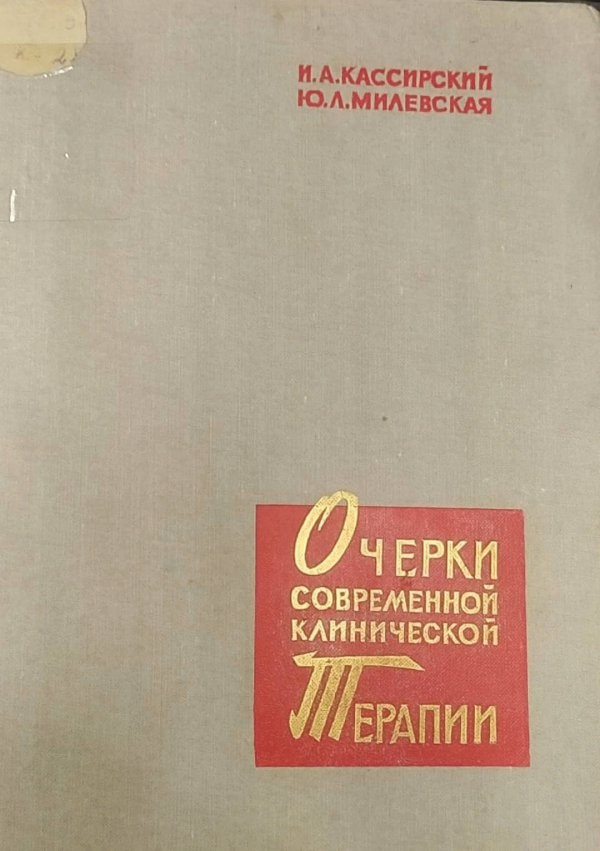 И.А.КАССИРСКИЙ
Ю.Л.МИЛЕВСКАЯ
ОЧЕРКИ
СОВРЕМЕННОЙ
КЛИНИЧЕСКОЙ
ТЕРАПИИ